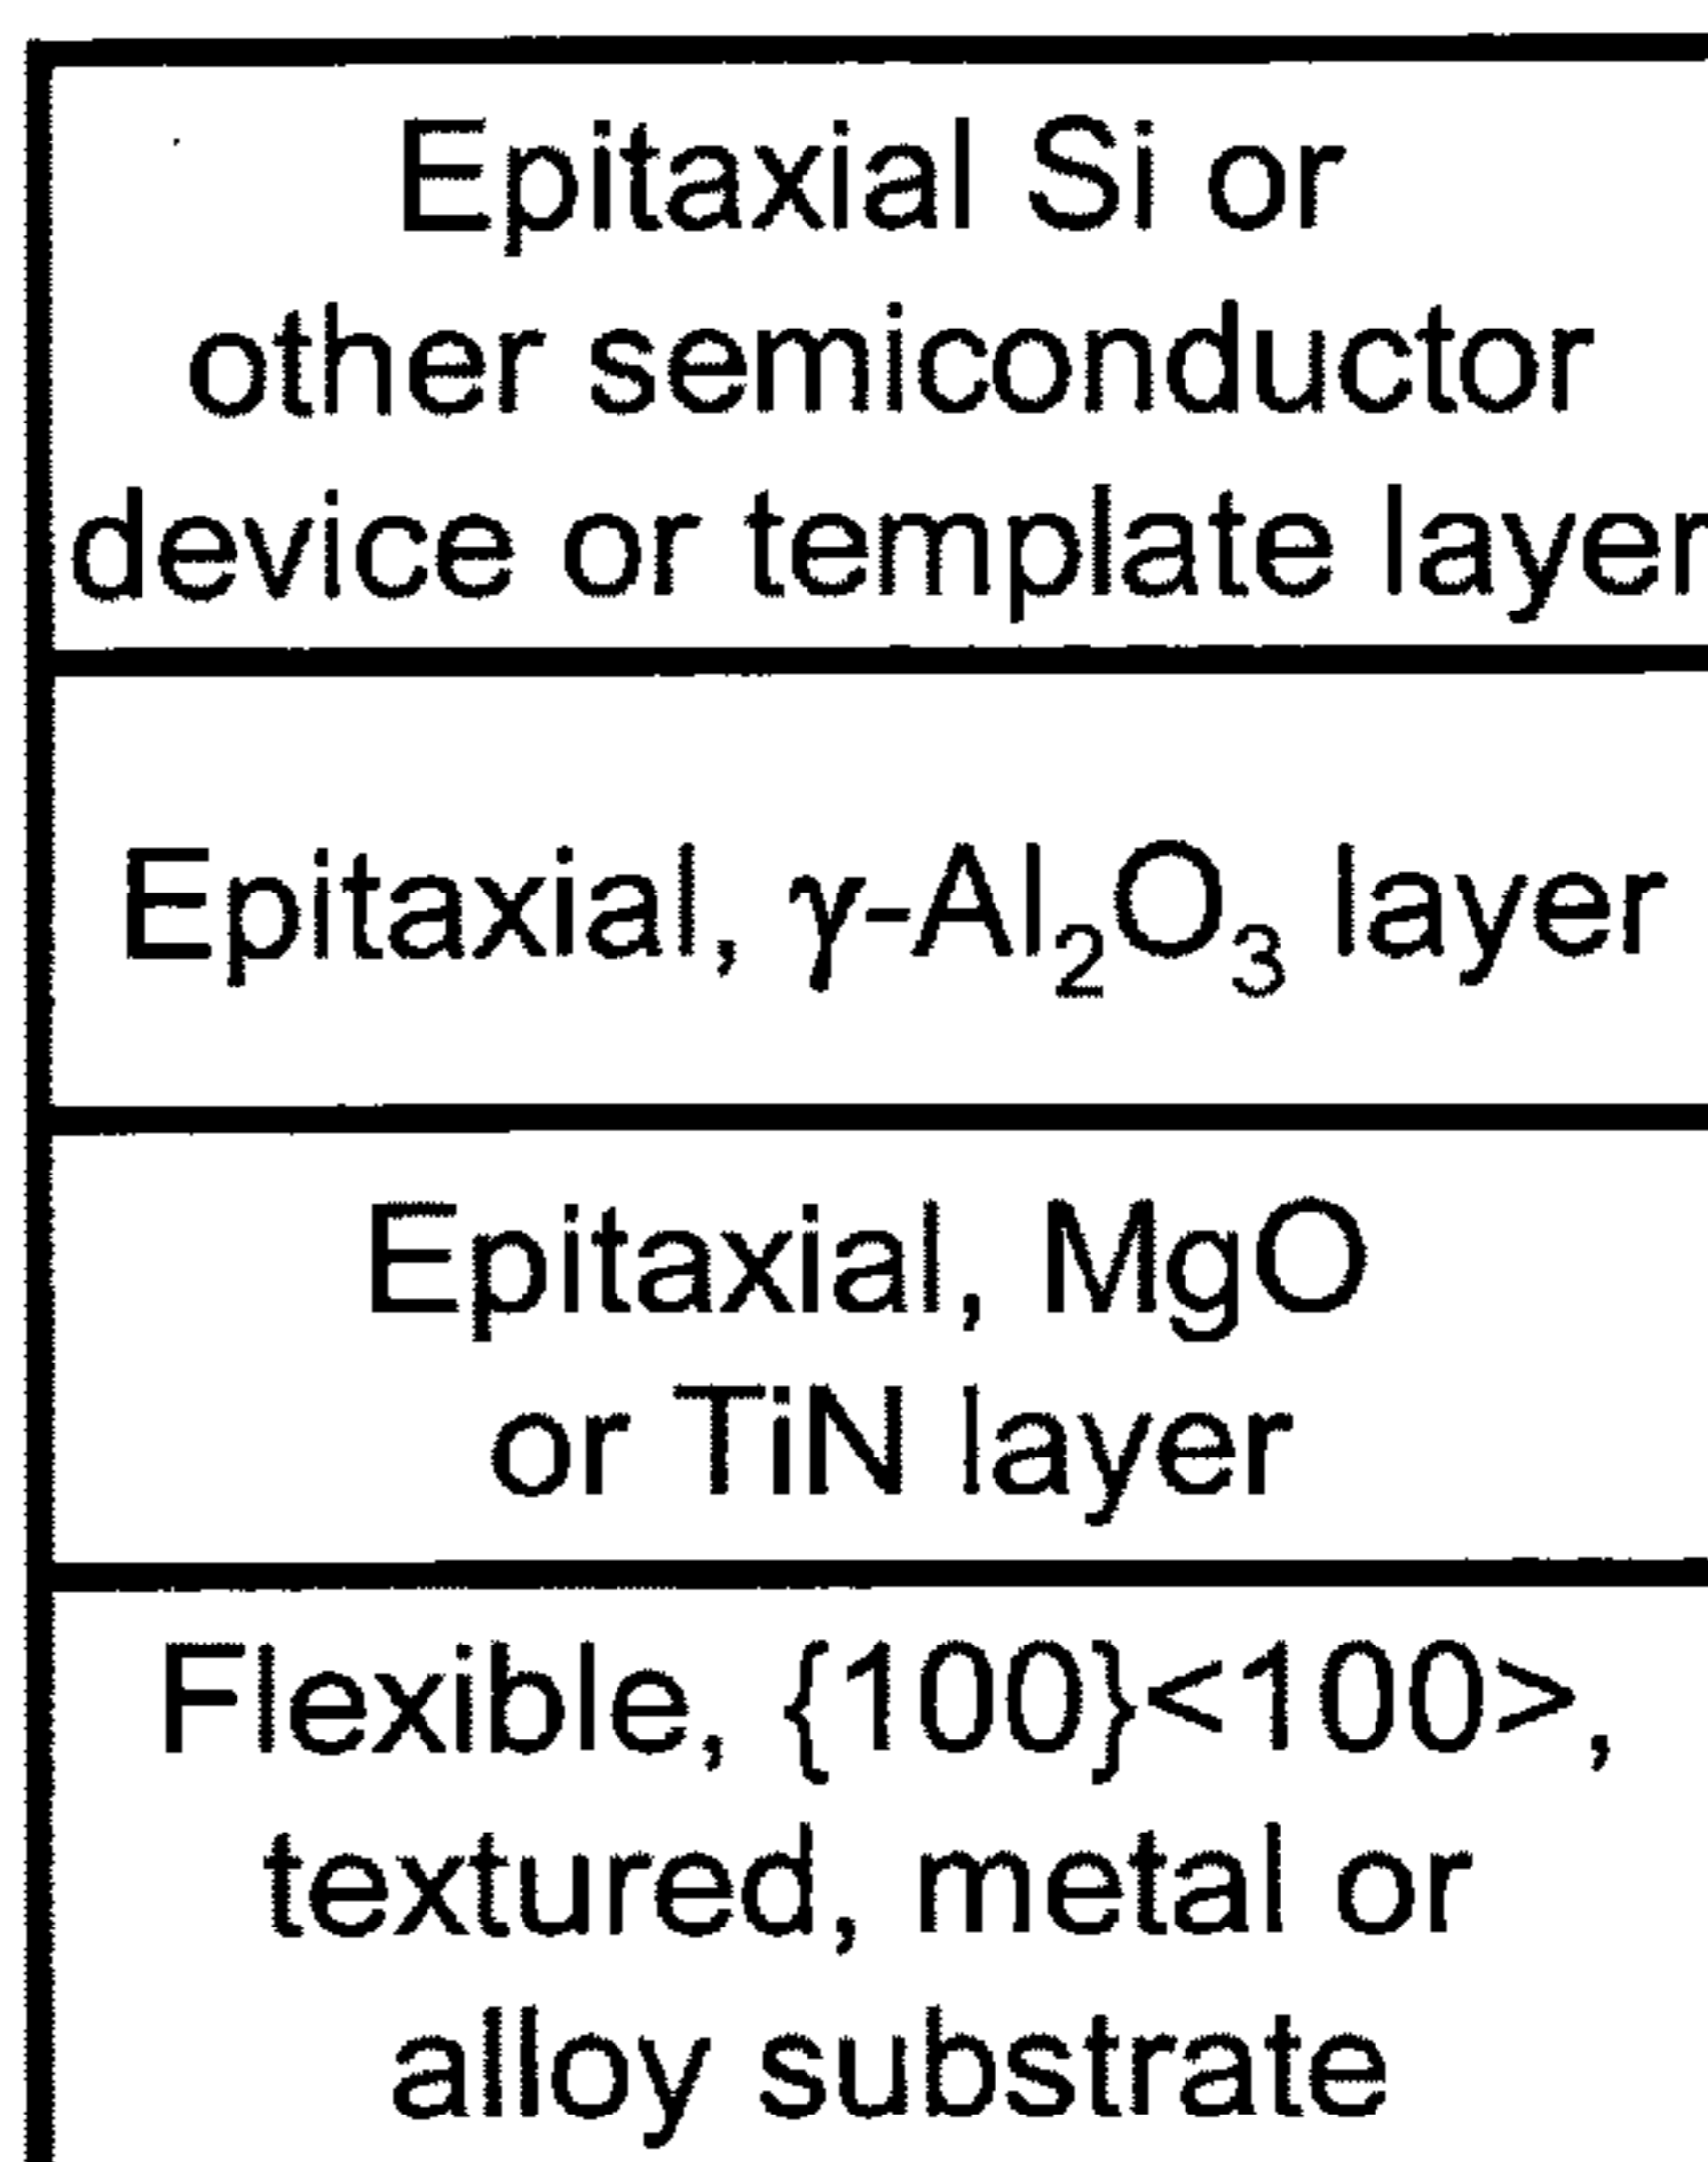 Epitaxial Si or
other semiconductor
device or template layer
Epitaxial, γ-Al₂O₃ layer
Epitaxial, MgO
or TiN layer
Flexible, {100}<100>,
textured, metal or
alloy substrate